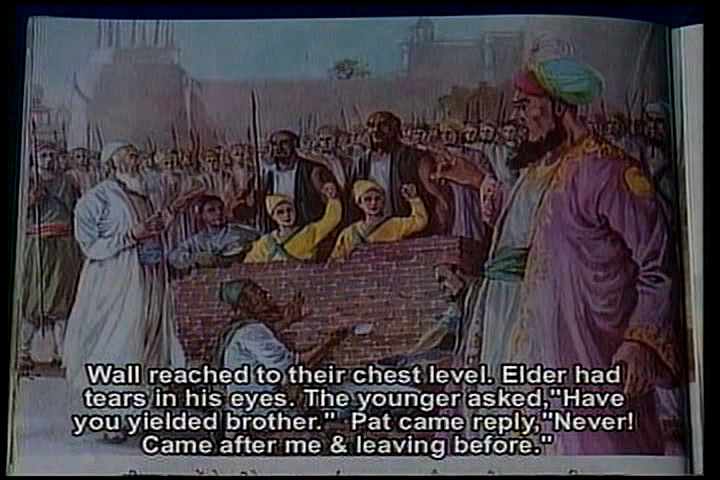 Wall reached to their chest level. Elder had
tears in his eyes. The younger asked,"Have
you yielded brother." Pat came reply,"Never!
Came after me & leaving before."